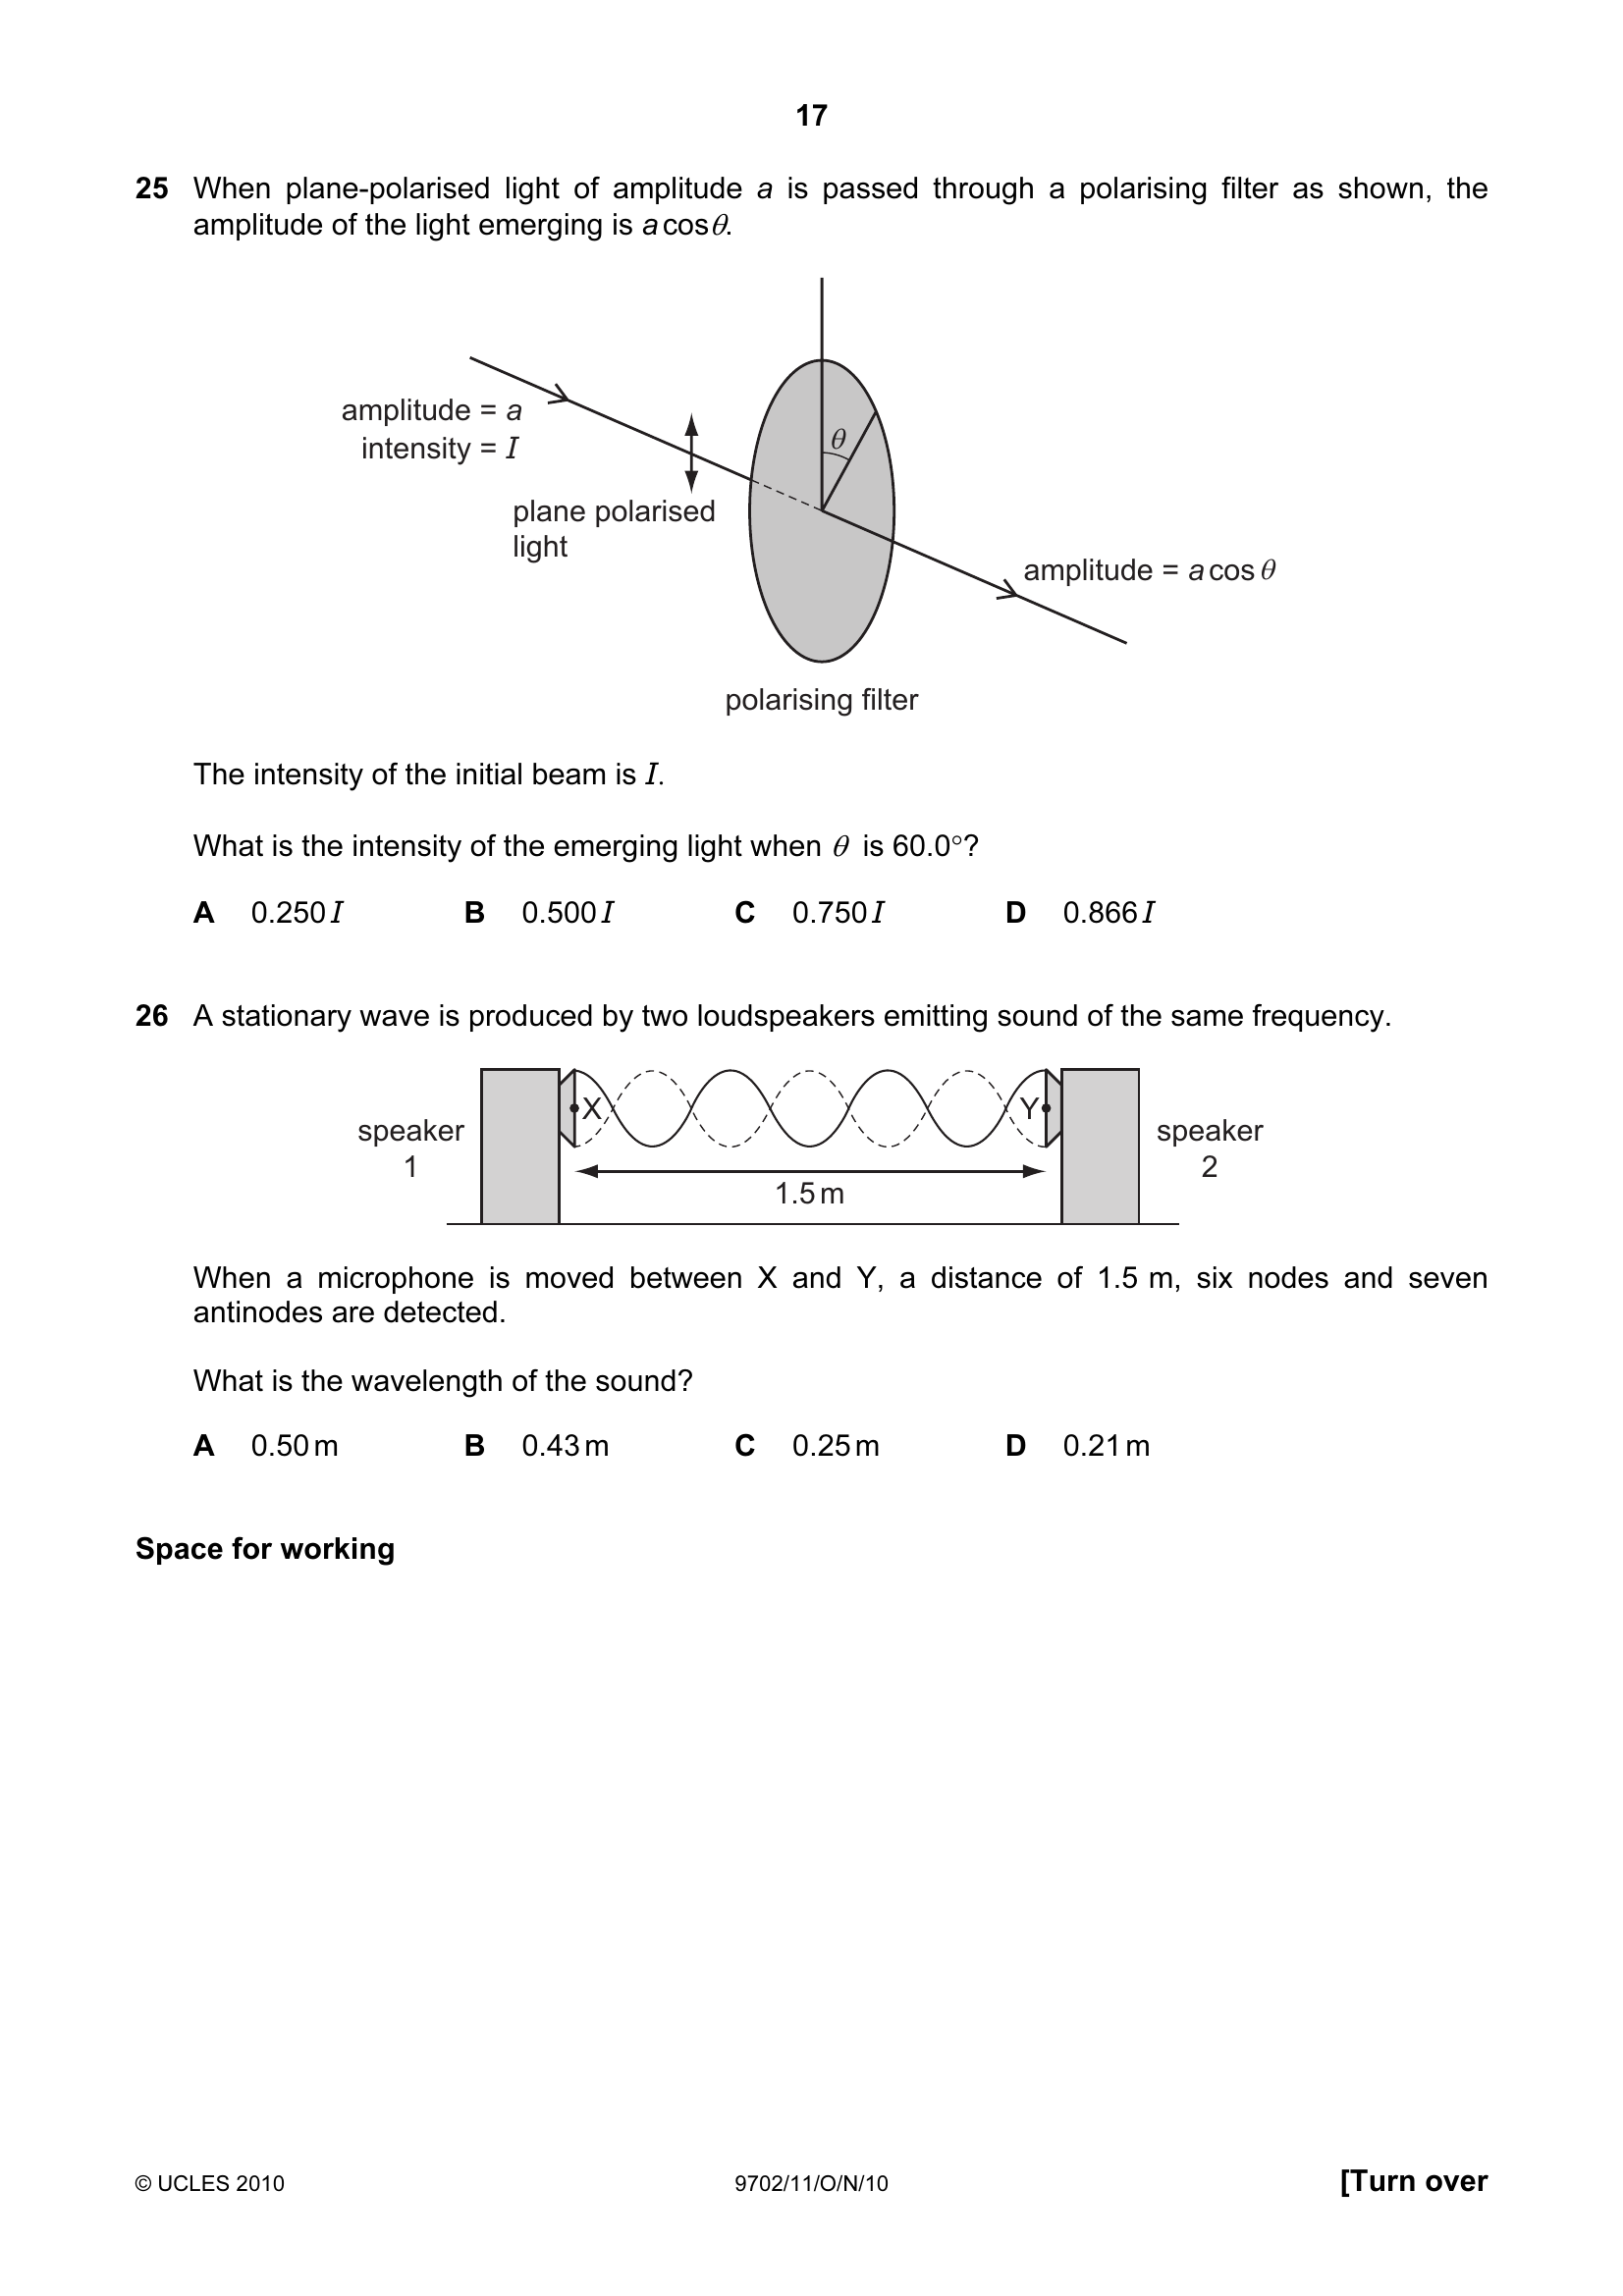 17
25 When plane-polarised light of amplitude a is passed through a polarising filter as shown, the
amplitude of the light emerging is a cos θ.
θ
amplitude = a
intensity = I
plane polarised
light
amplitude = a cos θ
polarising filter
The intensity of the initial beam is I.
What is the intensity of the emerging light when θ is 60.0°?
A 0.250 I B 0.500 I C 0.750 I D 0.866 I
26 A stationary wave is produced by two loudspeakers emitting sound of the same frequency.
X Y
speaker
1
speaker
2
1.5 m
When a microphone is moved between X and Y, a distance of 1.5 m, six nodes and seven
antinodes are detected.
What is the wavelength of the sound?
A 0.50 m B 0.43 m C 0.25 m D 0.21 m
Space for working
© UCLES 2010 9702/11/O/N/10 [Turn over